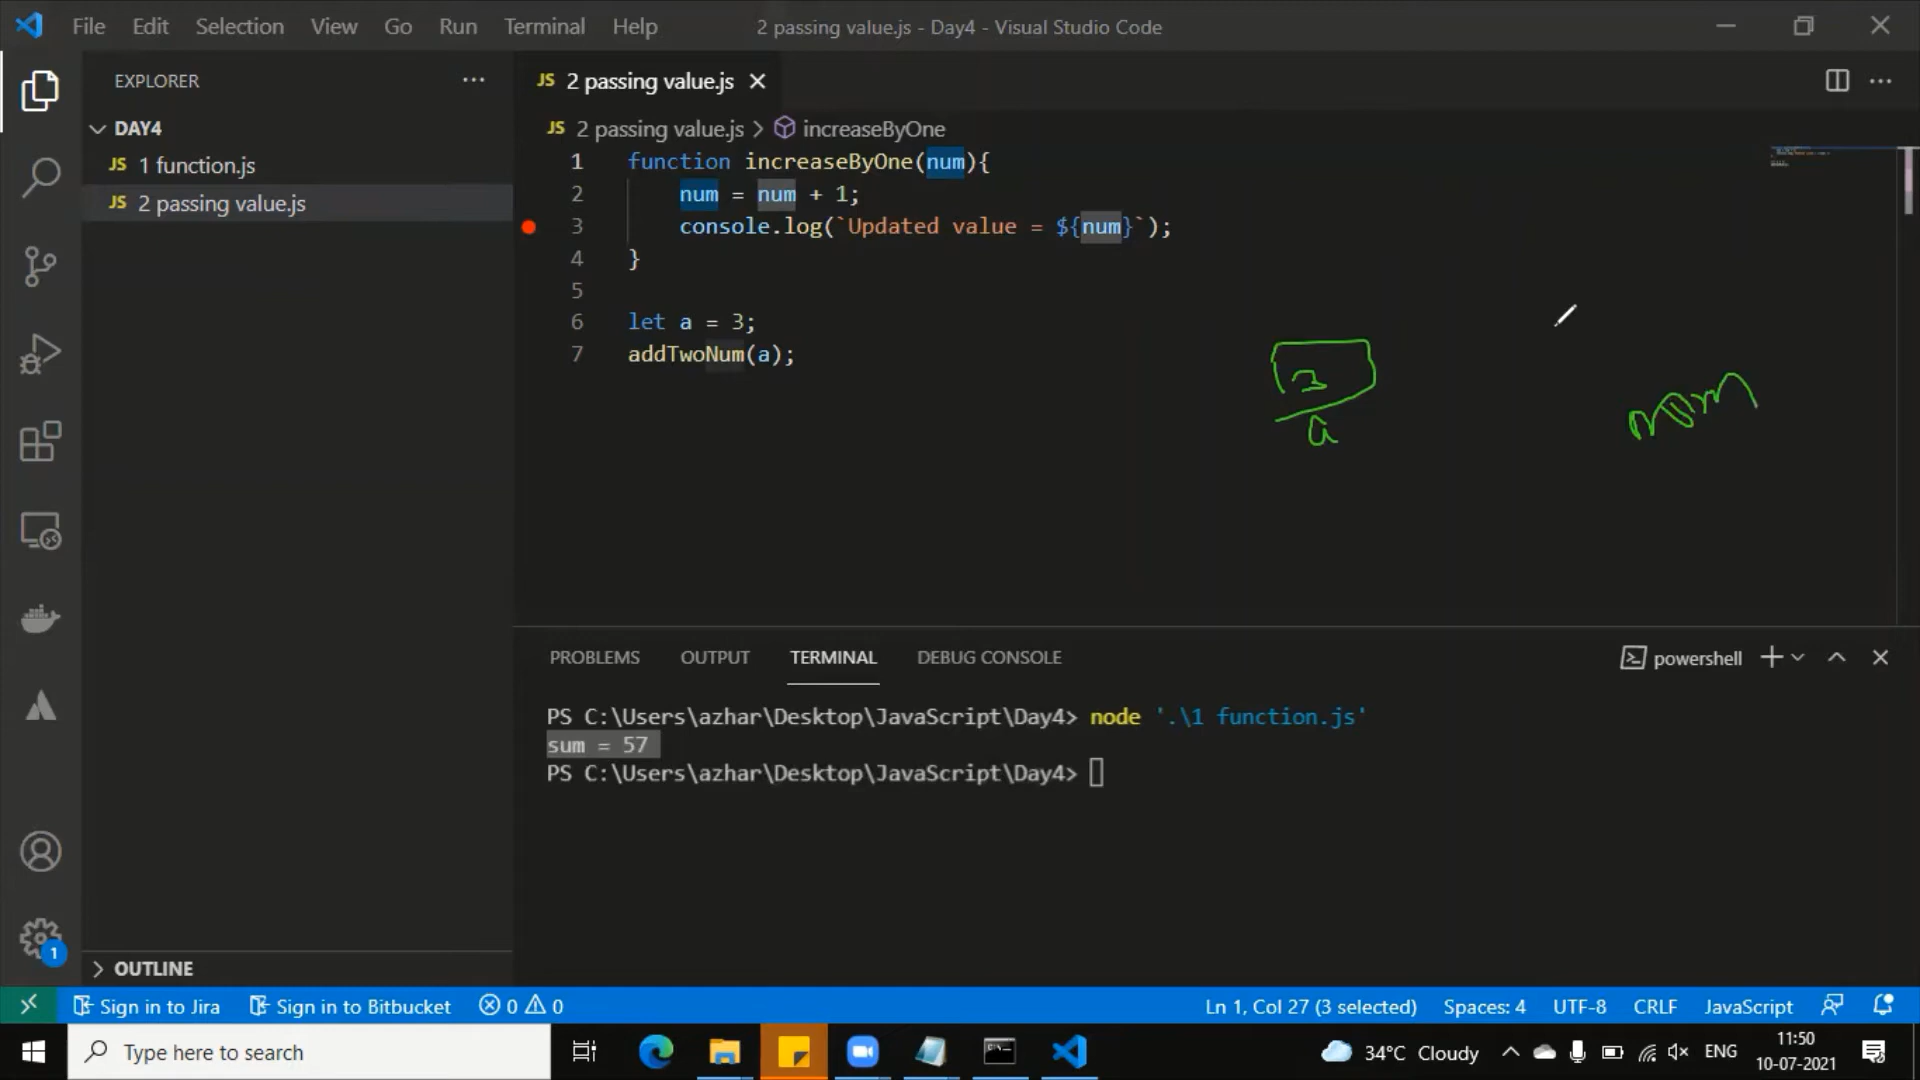 File Edit Selection View Go Run Terminal Help
2 passing value.js - Day4 - Visual Studio Code
EXPLORER
DAY4
JS 1 function.js
JS 2 passing value.js
OUTLINE
JS 2 passing value.js
JS 2 passing value.js > increaseByOne
1 function increaseByOne(num){
2 num = num + 1;
3 console.log(`Updated value = ${num}`);
4 }
5
6 let a = 3;
7 addTwoNum(a);
3
a
num
PROBLEMS OUTPUT TERMINAL DEBUG CONSOLE
powershell
PS C:\Users\azhar\Desktop\JavaScript\Day4> node '.\1 function.js'
sum = 57
PS C:\Users\azhar\Desktop\JavaScript\Day4>
1
Sign in to Jira Sign in to Bitbucket 0 0 Ln 1, Col 27 (3 selected) Spaces: 4 UTF-8 CRLF JavaScript
Type here to search
34°C Cloudy
ENG
11:50
10-07-2021